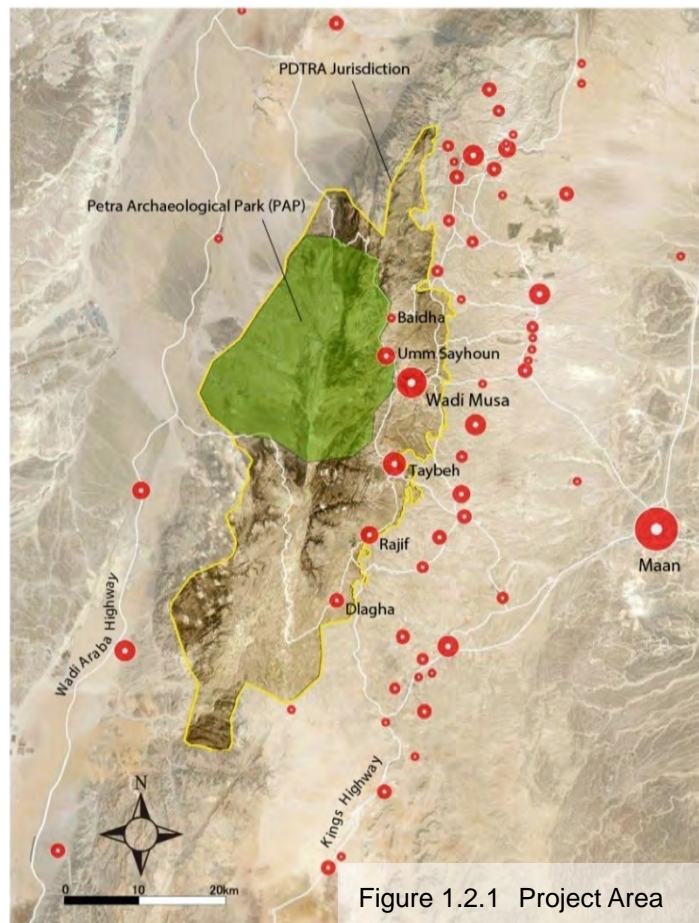 PDTRA Jurisdiction
Petra Archaeological Park (PAP)
Baidha
Umm Sayhoun
Wadi Musa
Taybeh
Rajif
Maan
Dlagha
Wadi Araba Highway
Kings Highway
N
0 10 20km
Figure 1.2.1 Project Area